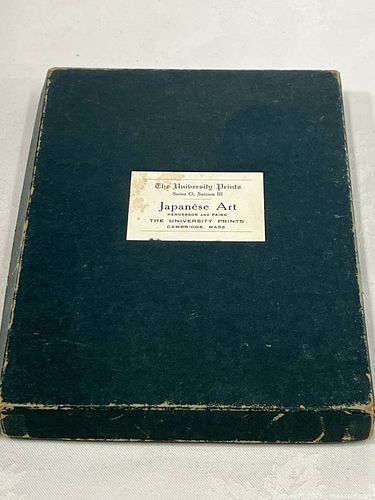 The University Prints
Series O, Section III
Japanese Art
HENDERSON AND PAINE
THE UNIVERSITY PRINTS
CAMBRIDGE, MASS.